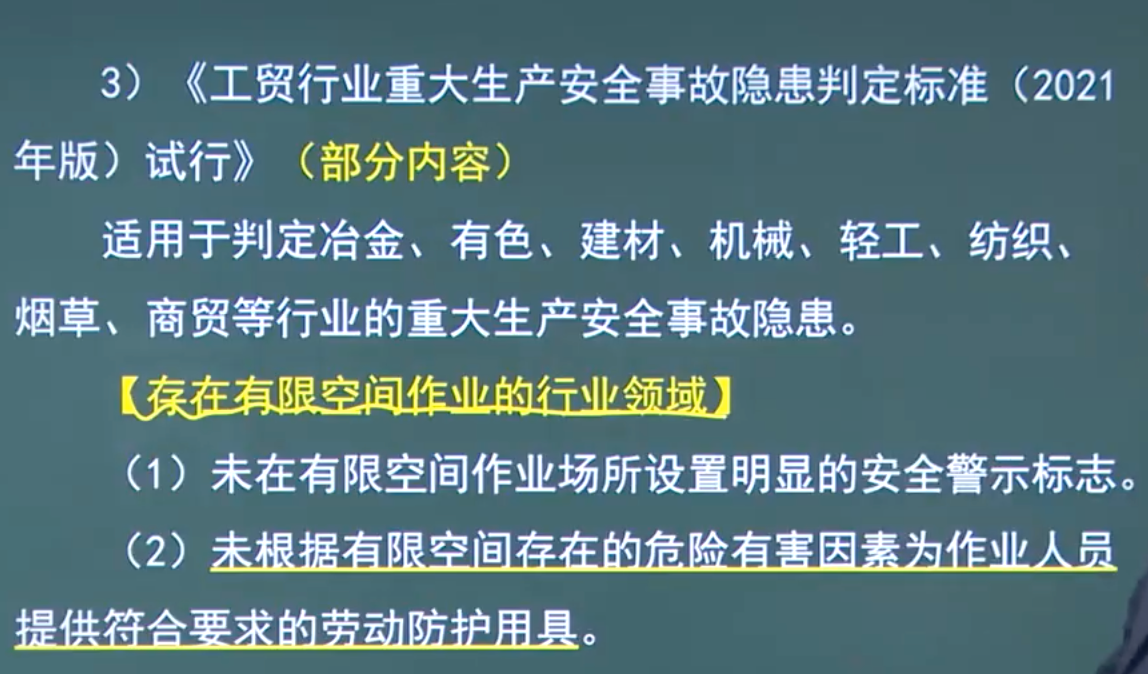 3）《工贸行业重大生产安全事故隐患判定标准（2021
年版）试行》（部分内容）
适用于判定冶金、有色、建材、机械、轻工、纺织、
烟草、商贸等行业的重大生产安全事故隐患。
【存在有限空间作业的行业领域】
（1）未在有限空间作业场所设置明显的安全警示标志。
（2）未根据有限空间存在的危险有害因素为作业人员
提供符合要求的劳动防护用具。